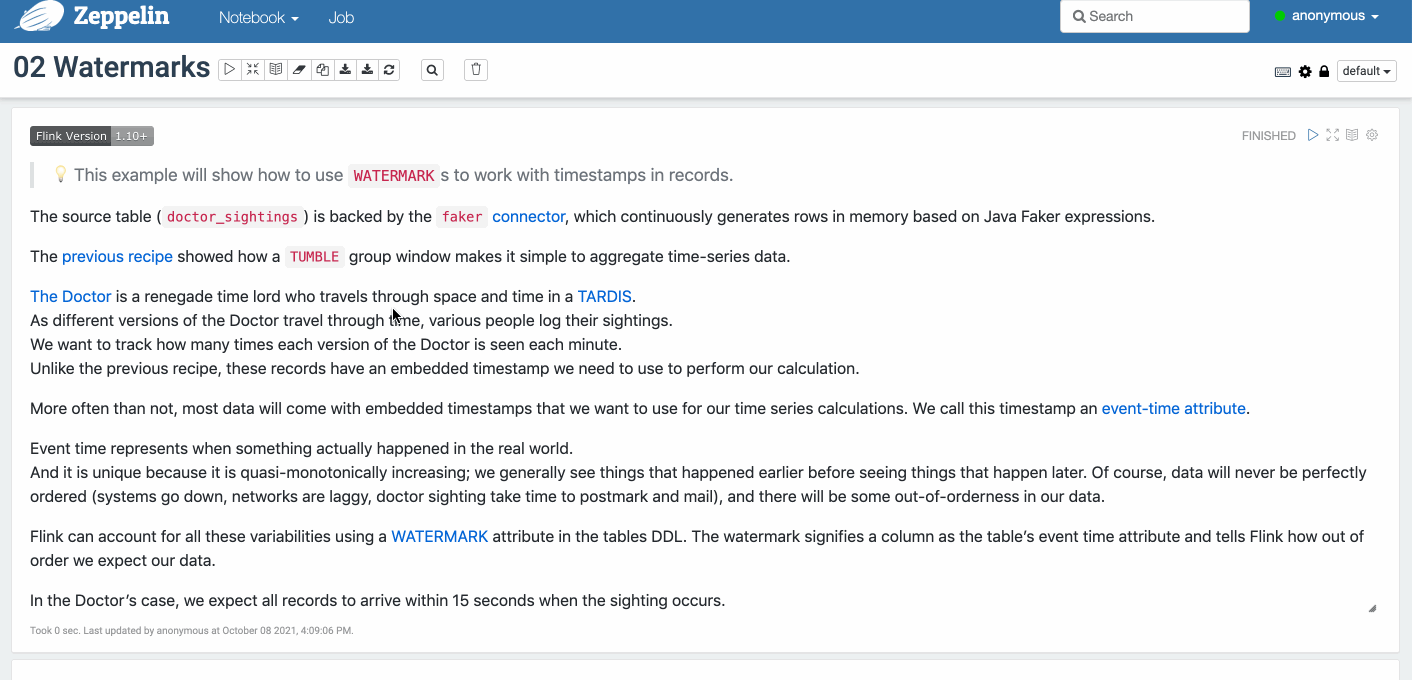 Zeppelin Notebook Job Search anonymous
02 Watermarks default
Flink Version 1.10+ FINISHED
This example will show how to use WATERMARKs to work with timestamps in records.
The source table (doctor_sightings) is backed by the faker connector, which continuously generates rows in memory based on Java Faker expressions.
The previous recipe showed how a TUMBLE group window makes it simple to aggregate time-series data.
The Doctor is a renegade time lord who travels through space and time in a TARDIS.
As different versions of the Doctor travel through time, various people log their sightings.
We want to track how many times each version of the Doctor is seen each minute.
Unlike the previous recipe, these records have an embedded timestamp we need to use to perform our calculation.
More often than not, most data will come with embedded timestamps that we want to use for our time series calculations. We call this timestamp an event-time attribute.
Event time represents when something actually happened in the real world.
And it is unique because it is quasi-monotonically increasing; we generally see things that happened earlier before seeing things that happen later. Of course, data will never be perfectly
ordered (systems go down, networks are laggy, doctor sighting take time to postmark and mail), and there will be some out-of-orderness in our data.
Flink can account for all these variabilities using a WATERMARK attribute in the tables DDL. The watermark signifies a column as the table’s event time attribute and tells Flink how out of
order we expect our data.
In the Doctor’s case, we expect all records to arrive within 15 seconds when the sighting occurs.
Took 0 sec. Last updated by anonymous at October 08 2021, 4:09:06 PM.